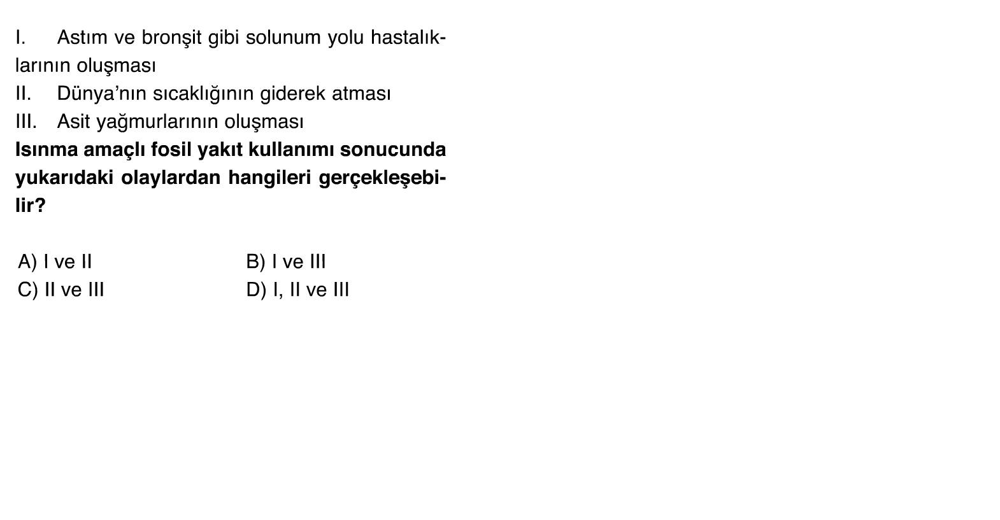 I. Astım ve bronşit gibi solunum yolu hastalık-
larının oluşması
II. Dünya’nın sıcaklığının giderek atması
III. Asit yağmurlarının oluşması
Isınma amaçlı fosil yakıt kullanımı sonucunda
yukarıdaki olaylardan hangileri gerçekleşebi-
lir?
A) I ve II B) I ve III
C) II ve III D) I, II ve III